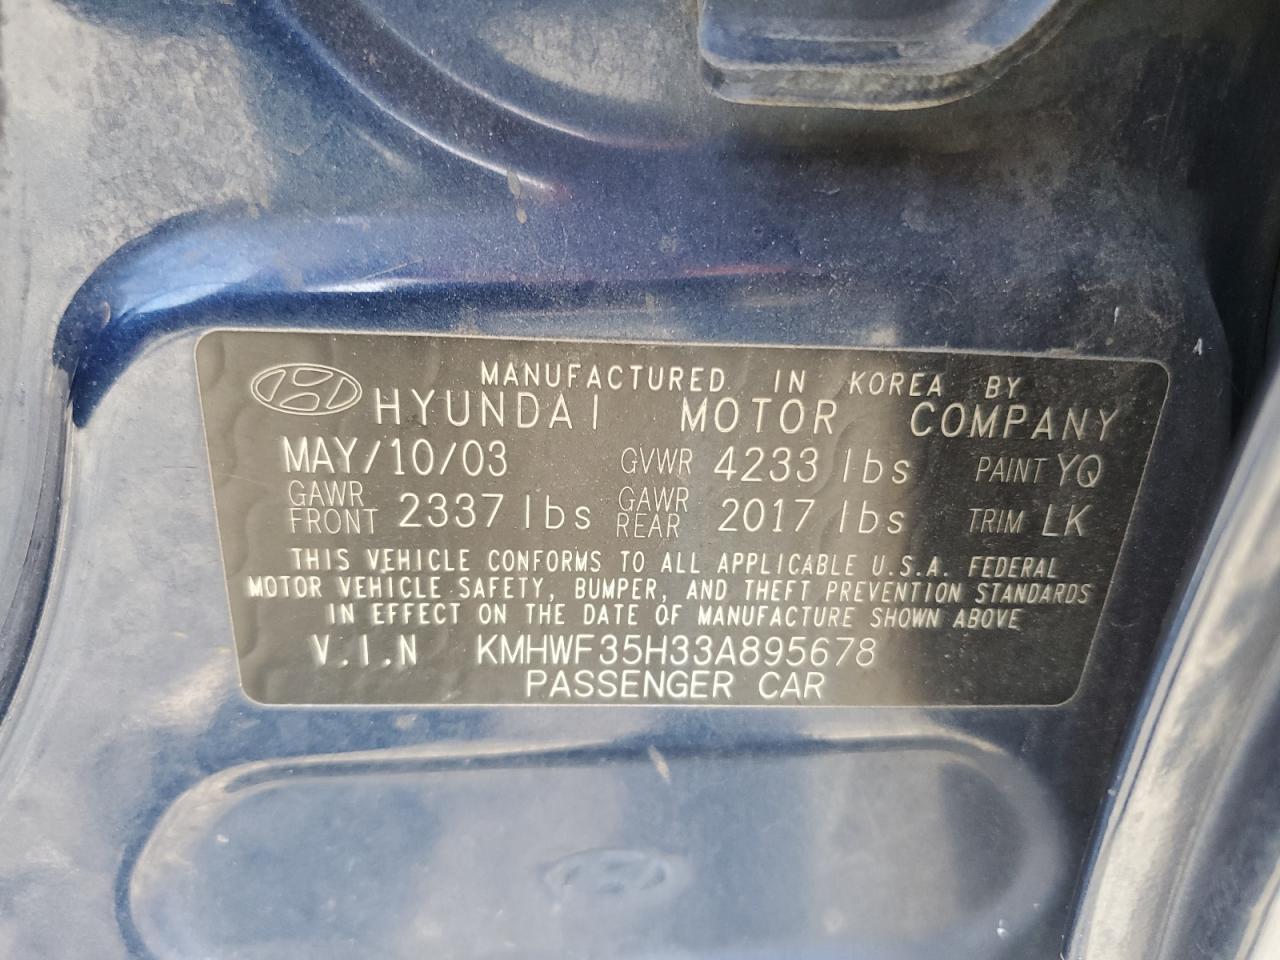 MANUFACTURED IN KOREA BY
HYUNDAI MOTOR COMPANY
MAY/10/03 GVWR 4233 lbs PAINT YQ
GAWR FRONT 2337 lbs GAWR REAR 2017 lbs TRIM LK
THIS VEHICLE CONFORMS TO ALL APPLICABLE U.S.A. FEDERAL
MOTOR VEHICLE SAFETY, BUMPER, AND THEFT PREVENTION STANDARDS
IN EFFECT ON THE DATE OF MANUFACTURE SHOWN ABOVE
V.I.N KMHWF35H33A895678
PASSENGER CAR